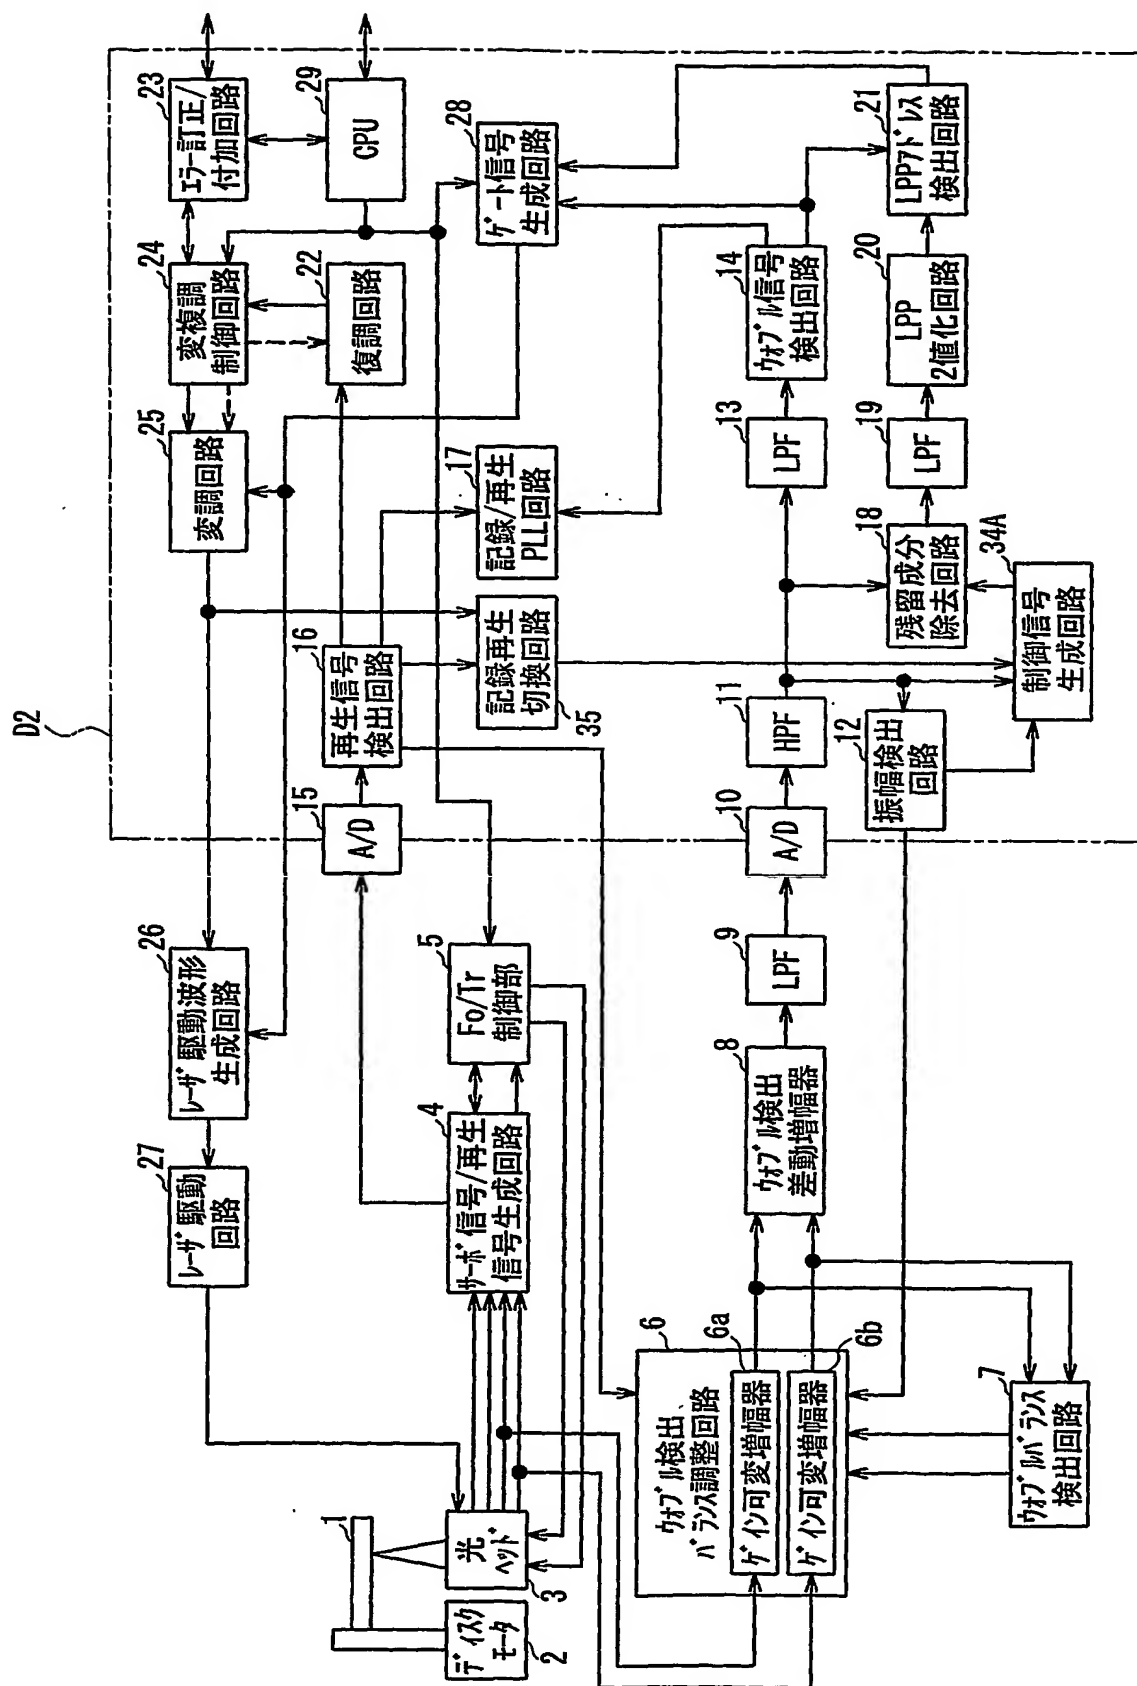 D2
23
エラー訂正/
付加回路
29
CPU
24
変複調
制御回路
22
復調回路
25
変調回路
28
ゲート信号
生成回路
21
LPPアドレス
検出回路
20
LPP
2値化回路
14
ウォブル信号
検出回路
13
LPF
19
LPF
17
記録/再生
PLL回路
18
残留成分
除去回路
34A
制御信号
生成回路
16
再生信号
検出回路
記録再生
切換回路
35
11
HPF
12
振幅検出
回路
15
A/D
10
A/D
26
レーザ駆動波形
生成回路
27
レーザ駆動
回路
5
Fo/Tr
制御部
4
サーボ信号/再生
信号生成回路
9
LPF
8
ウォブル検出
差動増幅器
6
ウォブル検出
バランス調整回路
6a
ゲイン可変増幅器
6b
ゲイン可変増幅器
7
ウォブルバランス
検出回路
1
光
ヘッド
3
ディスク
モータ
2